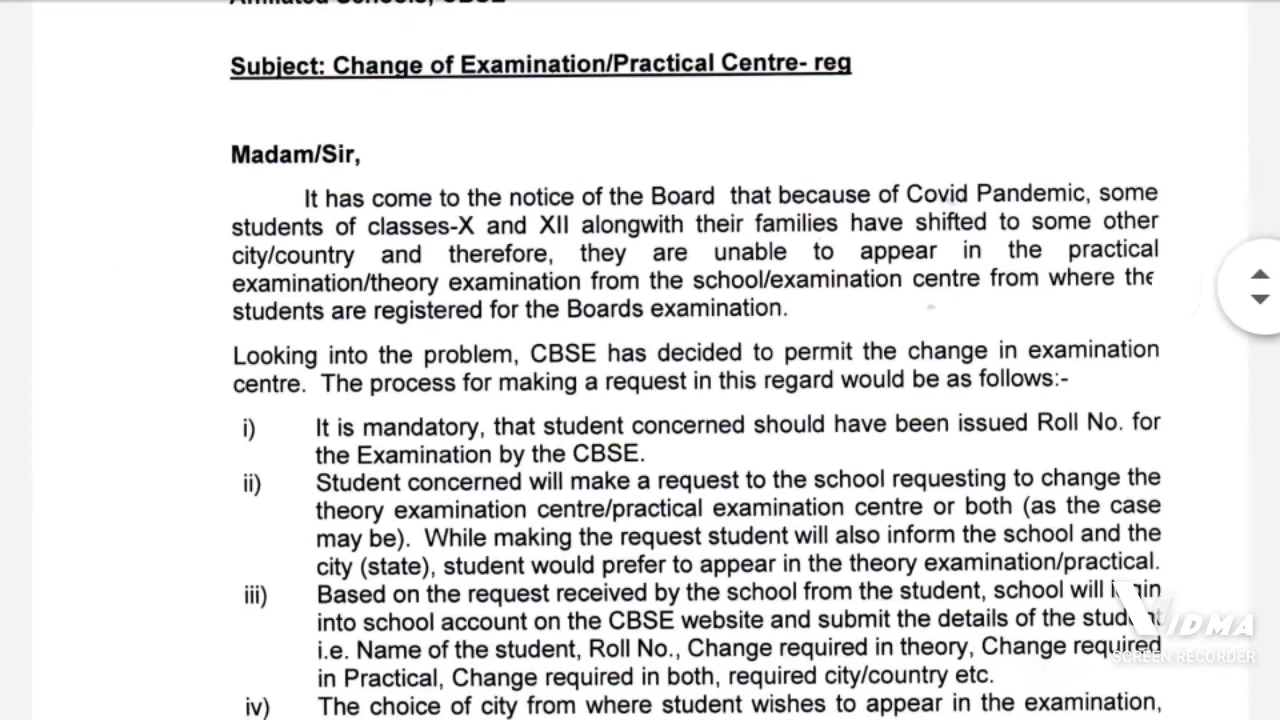 Affiliated Schools, CBSE
Subject: Change of Examination/Practical Centre- reg
Madam/Sir,
It has come to the notice of the Board that because of Covid Pandemic, some
students of classes-X and XII alongwith their families have shifted to some other
city/country and therefore, they are unable to appear in the practical
examination/theory examination from the school/examination centre from where the
students are registered for the Boards examination.
Looking into the problem, CBSE has decided to permit the change in examination
centre. The process for making a request in this regard would be as follows:-
i) It is mandatory, that student concerned should have been issued Roll No. for
the Examination by the CBSE.
ii) Student concerned will make a request to the school requesting to change the
theory examination centre/practical examination centre or both (as the case
may be). While making the request student will also inform the school and the
city (state), student would prefer to appear in the theory examination/practical.
iii) Based on the request received by the school from the student, school will login
into school account on the CBSE website and submit the details of the student
i.e. Name of the student, Roll No., Change required in theory, Change required
in Practical, Change required in both, required city/country etc.
iv) The choice of city from where student wishes to appear in the examination,
VIDMA
SCREEN RECORDER